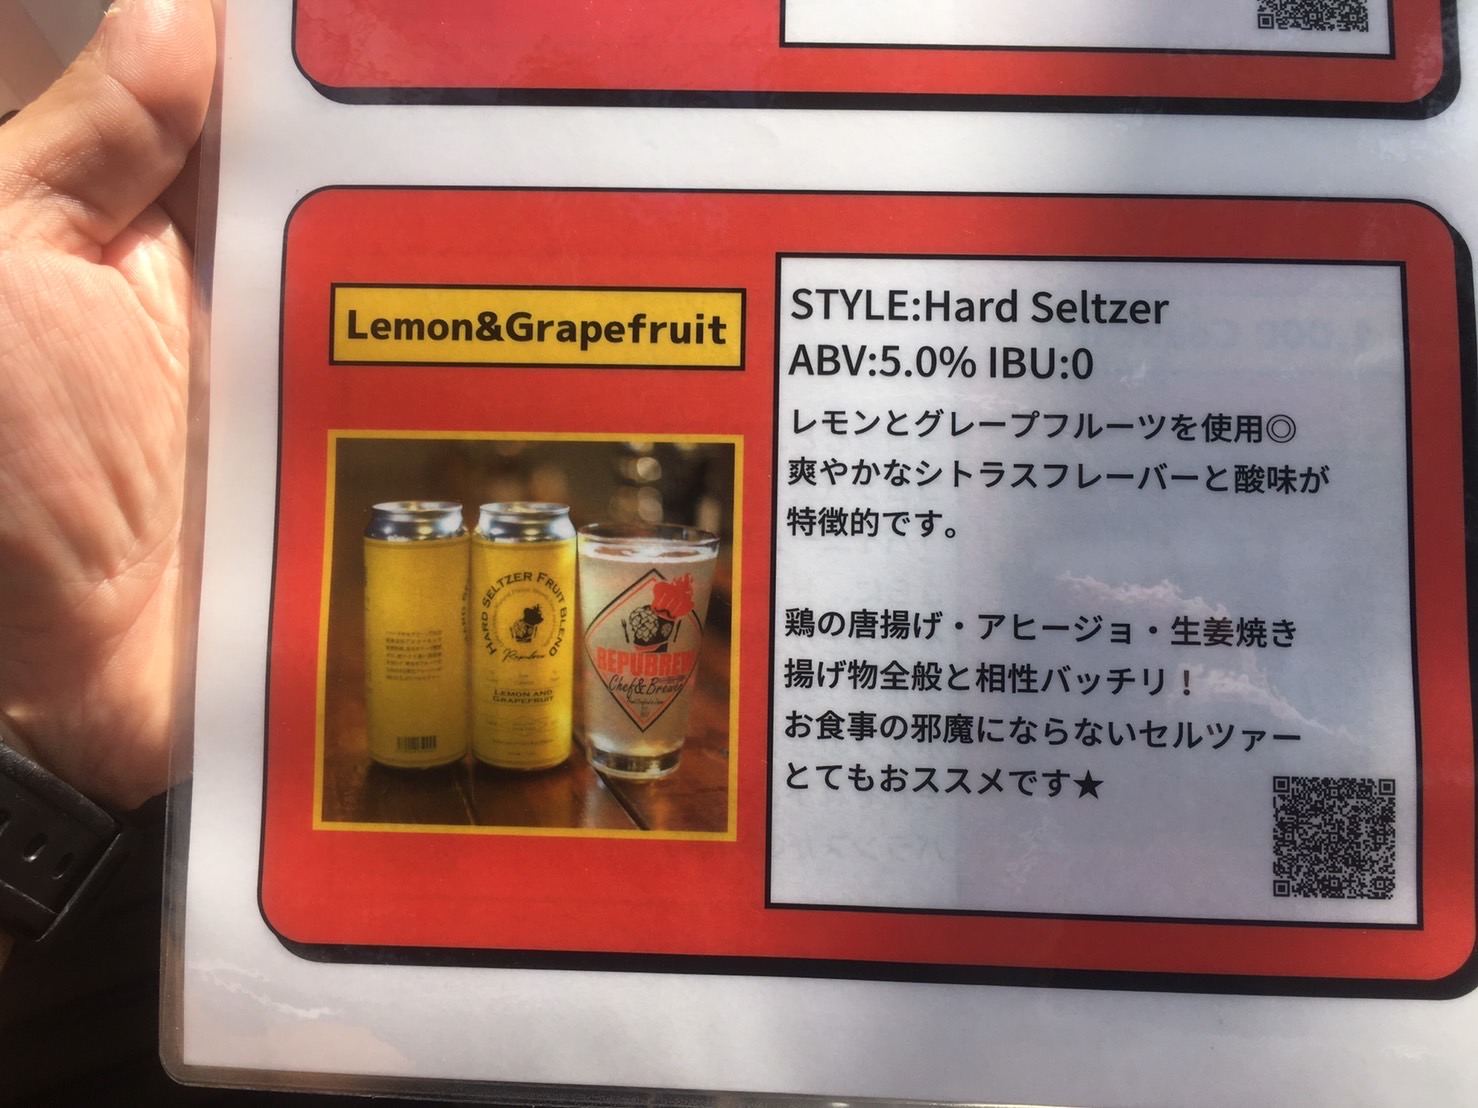 Lemon&Grapefruit
STYLE:Hard Seltzer
ABV:5.0% IBU:0
レモンとグレープフルーツを使用◎
爽やかなシトラスフレーバーと酸味が
特徴的です。
鶏の唐揚げ・アヒージョ・生姜焼き
揚げ物全般と相性バッチリ！
お食事の邪魔にならないセルツァー
とてもおススメです★
HARD SELTZER FRUIT BLEND
Repubrew
LEMON AND
GRAPEFRUIT
REPUBREW
Chef&Brewer